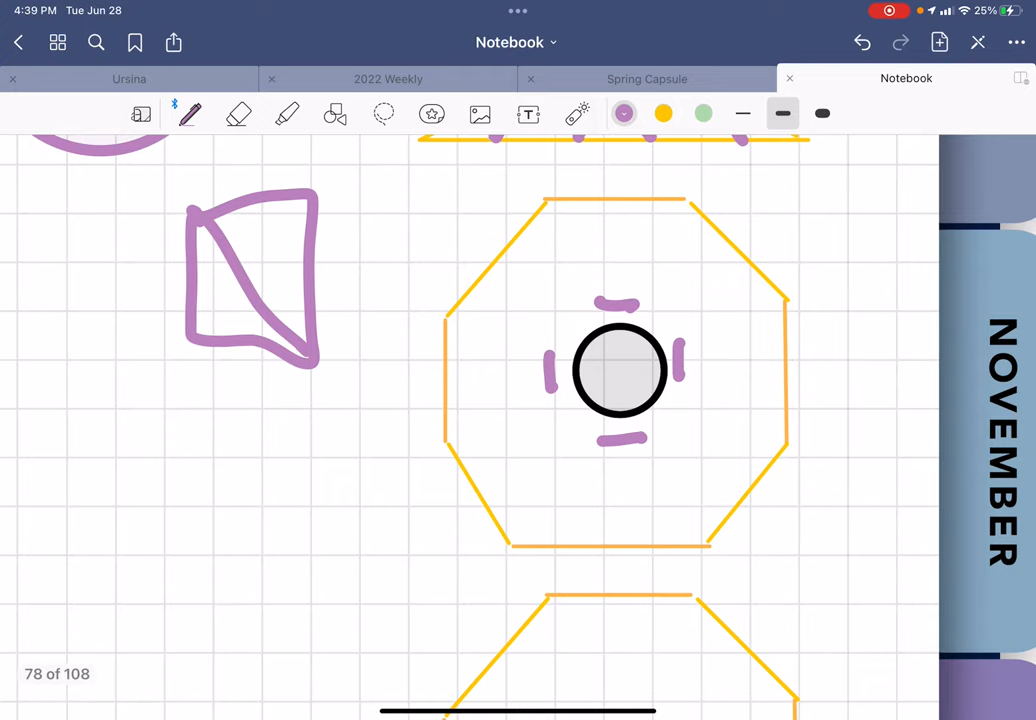 4:39 PM Tue Jun 28
25%
Notebook
Ursina
2022 Weekly
Spring Capsule
Notebook
T
NOVEMBER
78 of 108